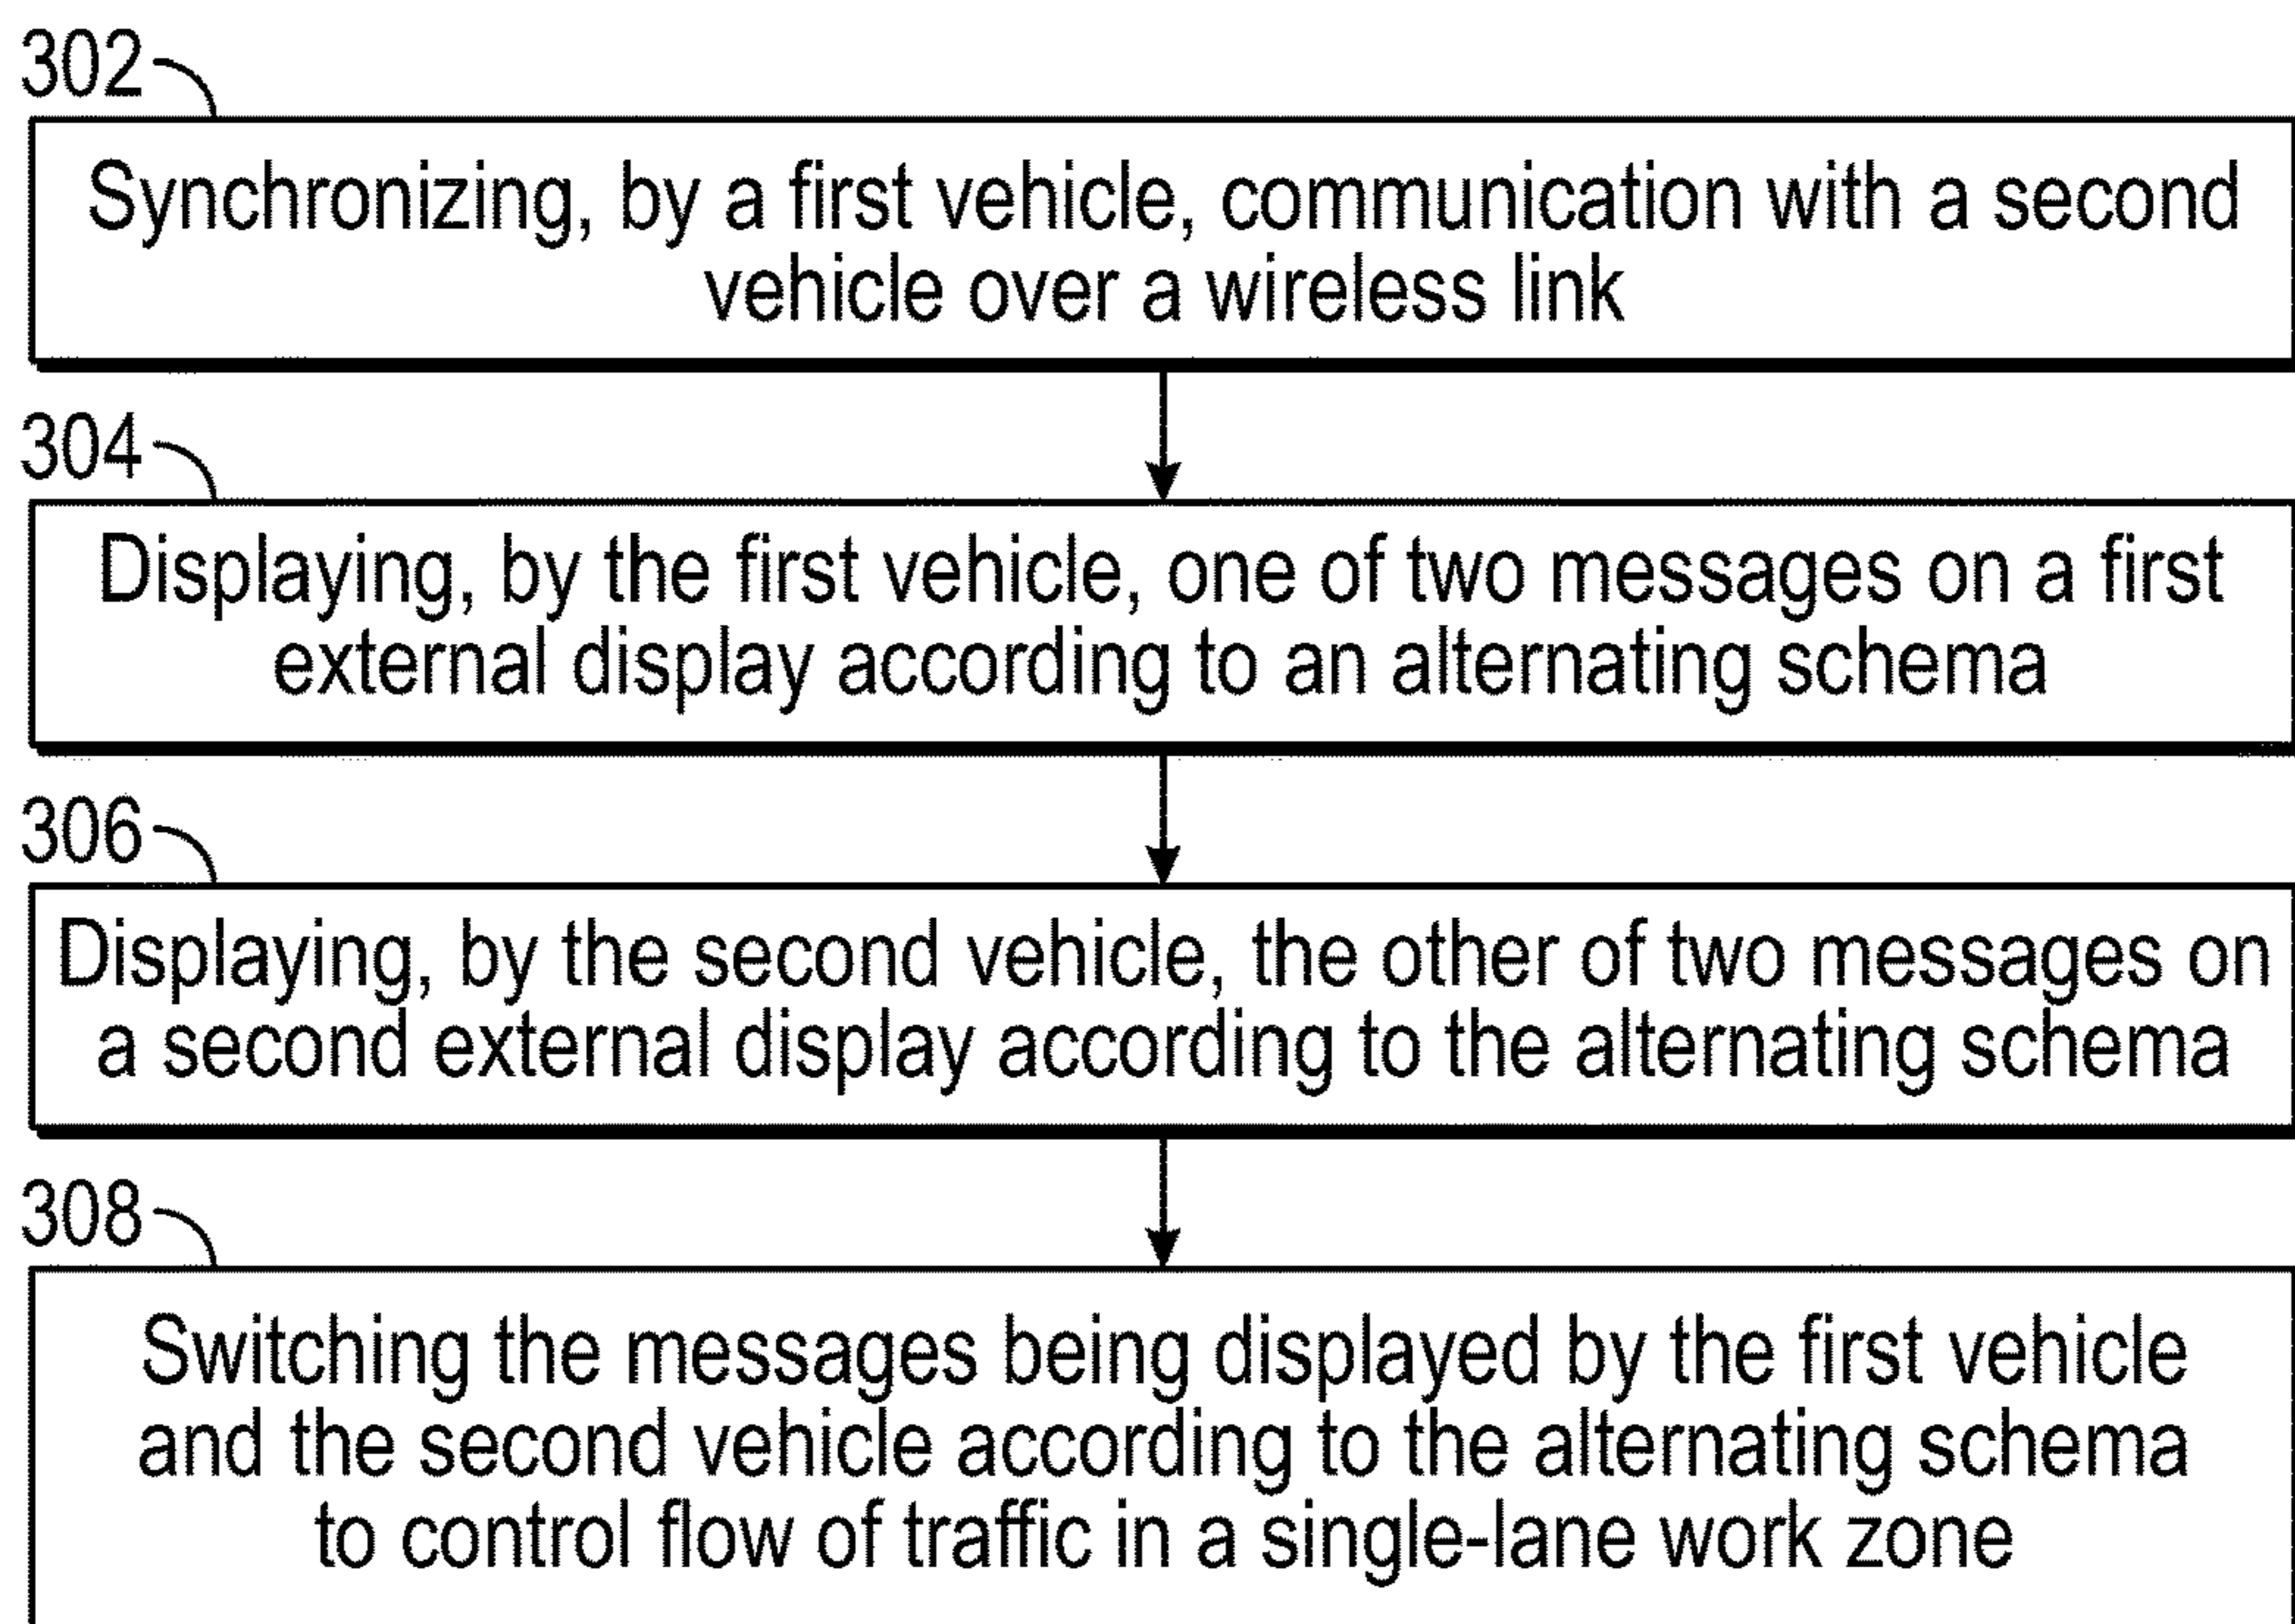 302
Synchronizing, by a first vehicle, communication with a second
vehicle over a wireless link
304
Displaying, by the first vehicle, one of two messages on a first
external display according to an alternating schema
306
Displaying, by the second vehicle, the other of two messages on
a second external display according to the alternating schema
308
Switching the messages being displayed by the first vehicle
and the second vehicle according to the alternating schema
to control flow of traffic in a single-lane work zone